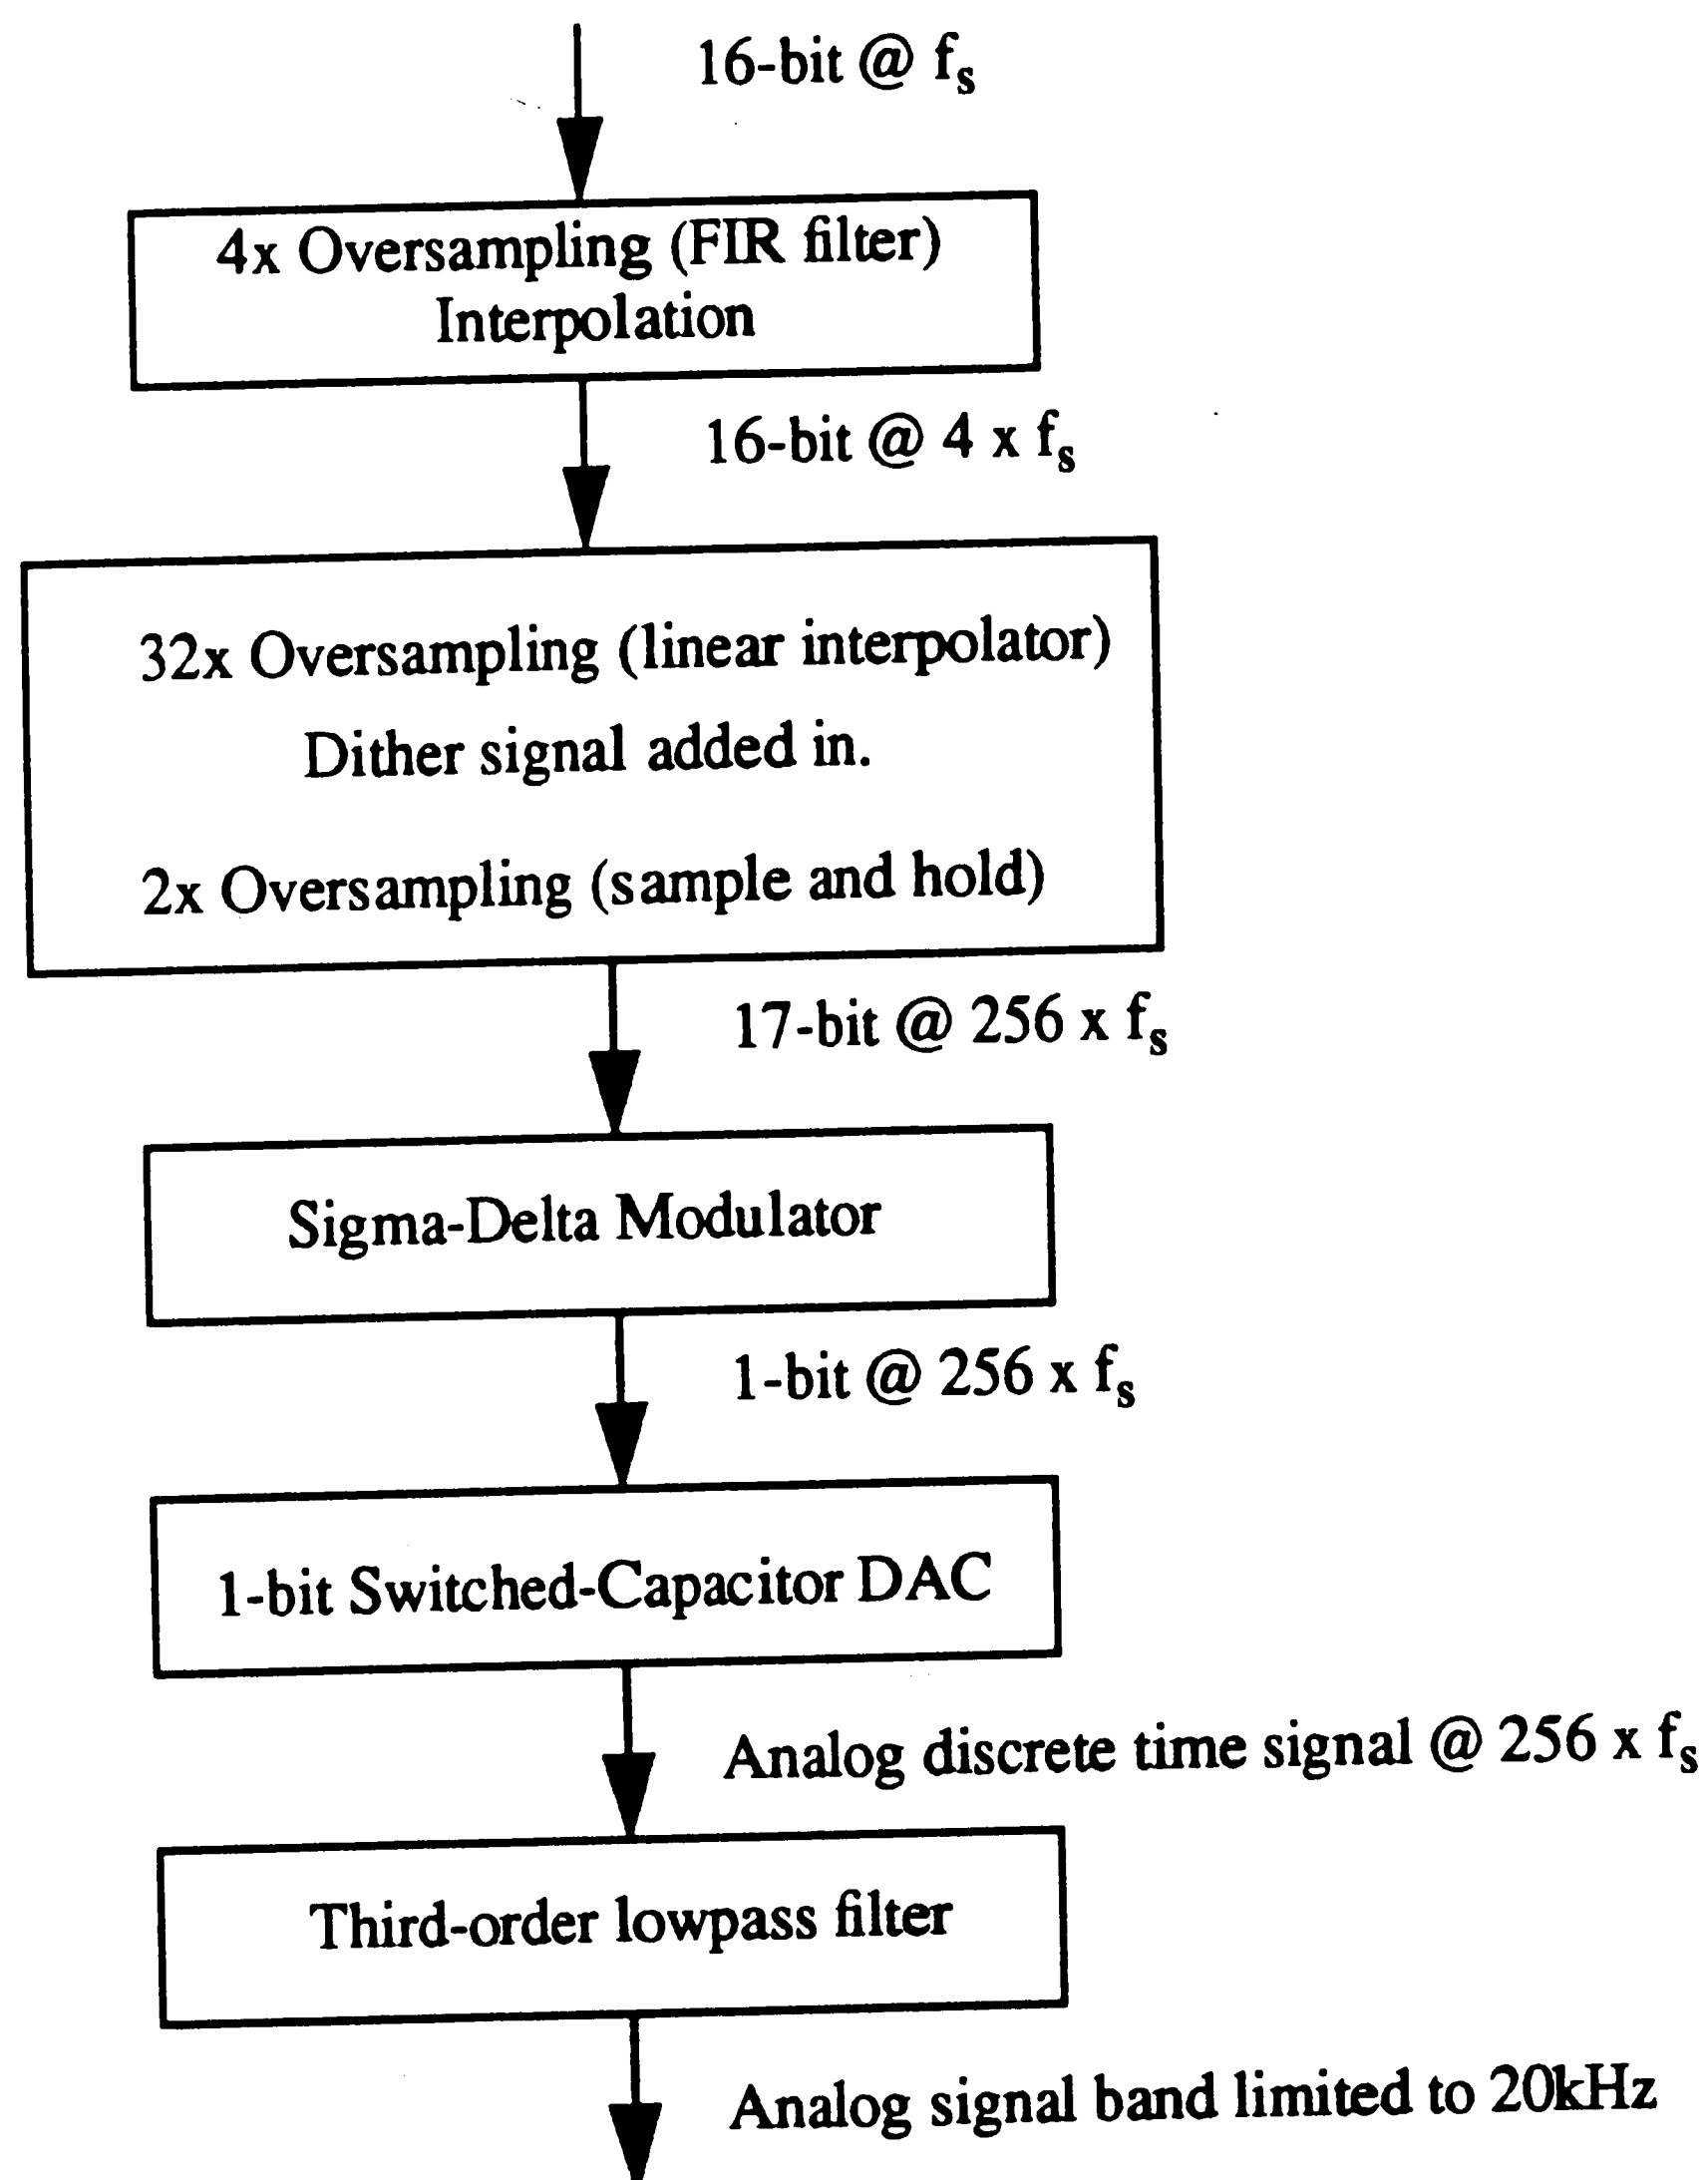 16-bit @ fs
4x Oversampling (FIR filter)
Interpolation
16-bit @ 4 x fs
32x Oversampling (linear interpolator)
Dither signal added in.
2x Oversampling (sample and hold)
17-bit @ 256 x fs
Sigma-Delta Modulator
1-bit @ 256 x fs
1-bit Switched-Capacitor DAC
Analog discrete time signal @ 256 x fs
Third-order lowpass filter
Analog signal band limited to 20kHz